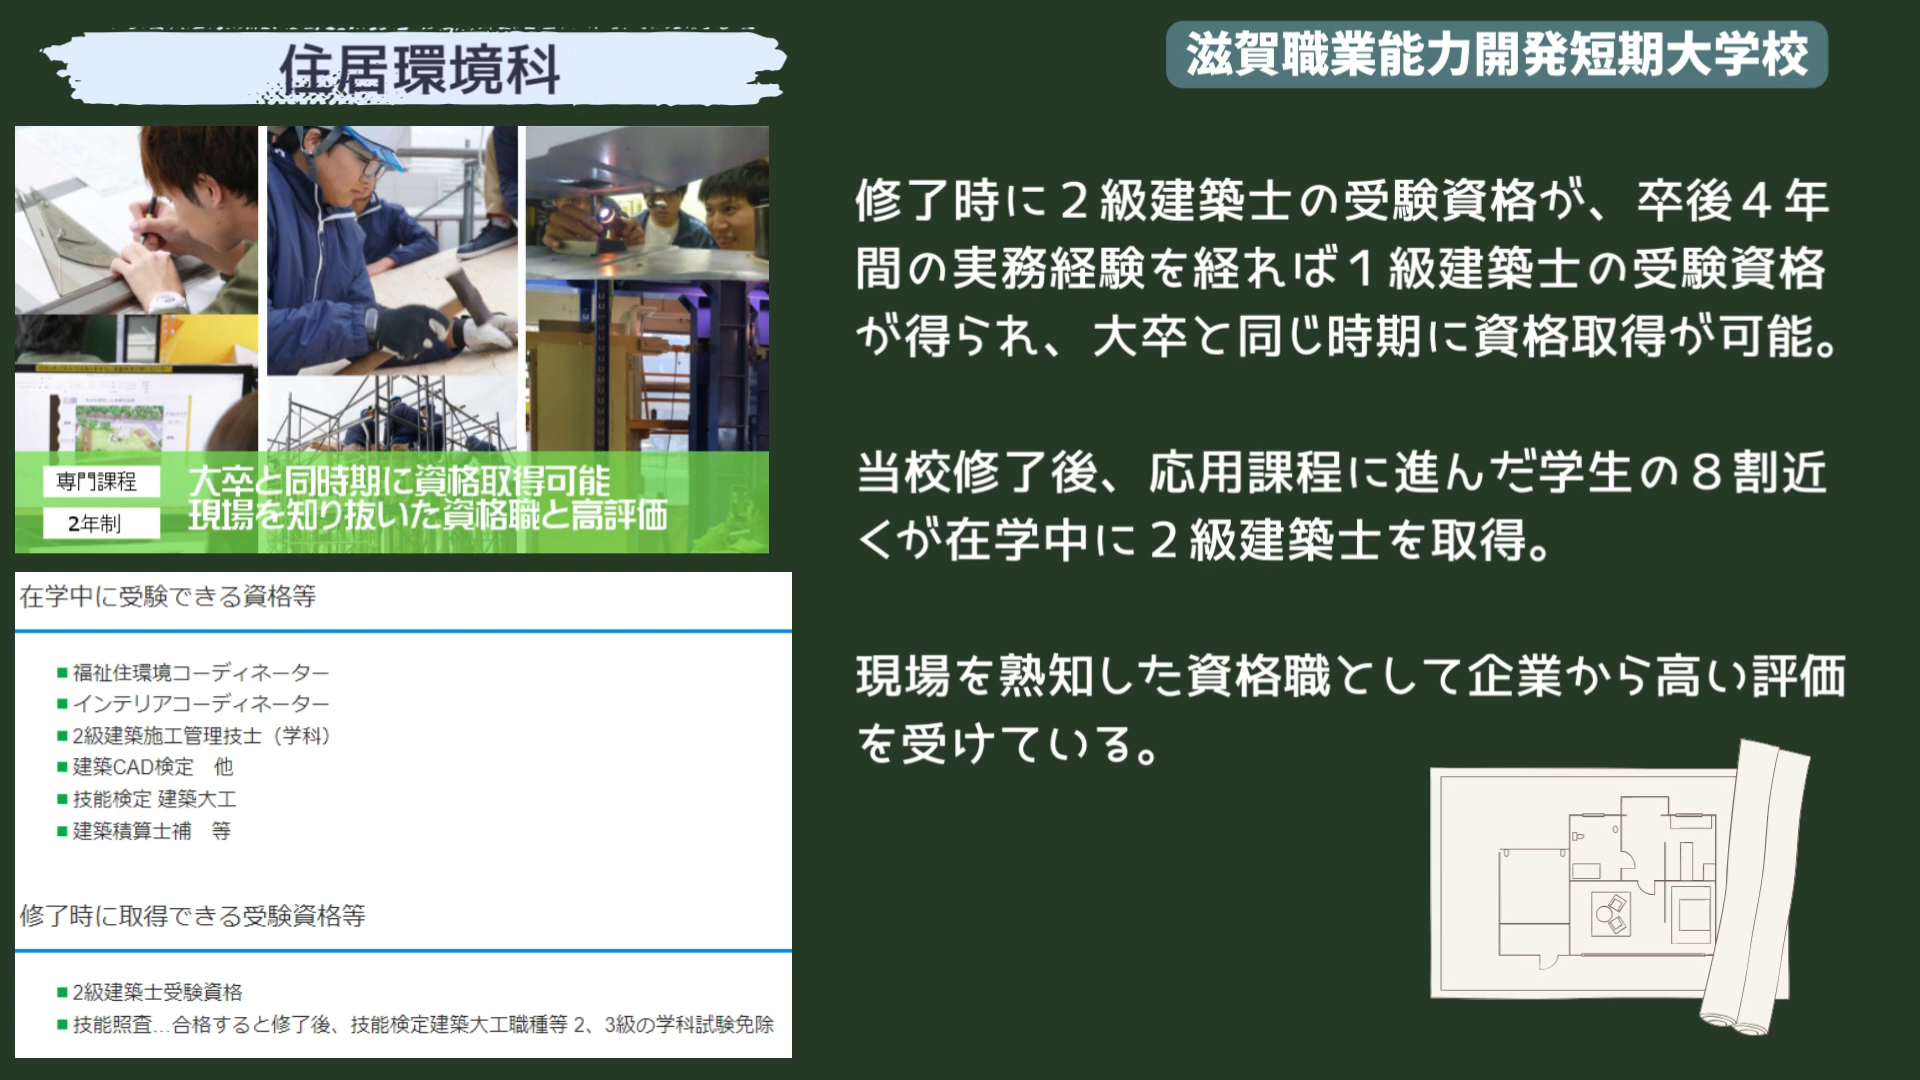 住居環境科
滋賀職業能力開発短期大学校
専門課程
2年制
大卒と同時期に資格取得可能
現場を知り抜いた資格職と高評価
在学中に受験できる資格等
福祉住環境コーディネーター
インテリアコーディネーター
2級建築施工管理技士（学科）
建築CAD検定　他
技能検定 建築大工
建築積算士補　等
修了時に取得できる受験資格等
2級建築士受験資格
技能照査…合格すると修了後、技能検定建築大工職種等 2、3級の学科試験免除
修了時に２級建築士の受験資格が、卒後４年
間の実務経験を経れば１級建築士の受験資格
が得られ、大卒と同じ時期に資格取得が可能。
当校修了後、応用課程に進んだ学生の８割近
くが在学中に２級建築士を取得。
現場を熟知した資格職として企業から高い評価
を受けている。